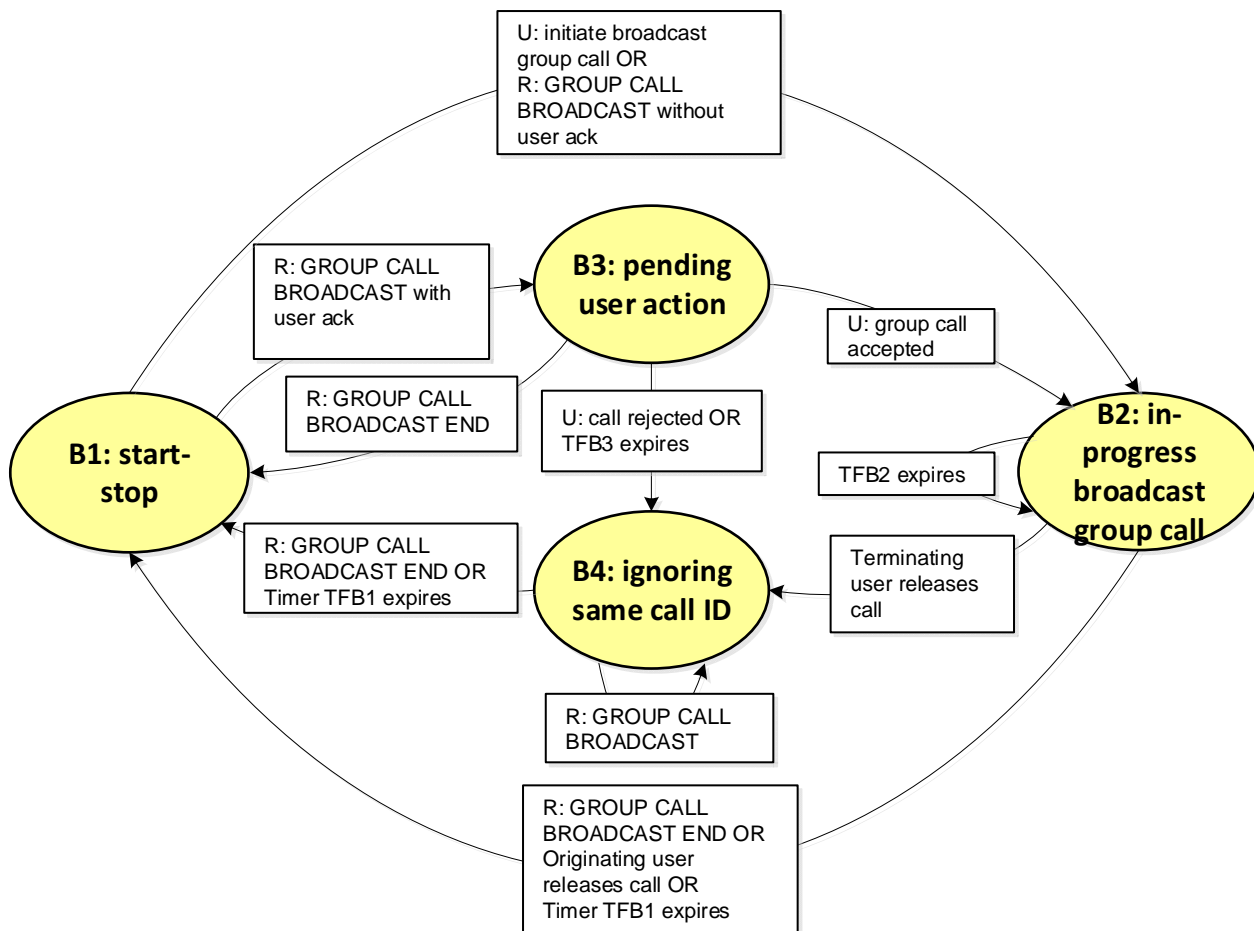 U: initiate broadcast
group call OR
R: GROUP CALL
BROADCAST without
user ack
B3: pending
user action
R: GROUP CALL
BROADCAST with
user ack
U: group call
accepted
R: GROUP CALL
BROADCAST END
U: call rejected OR
TFB3 expires
B1: start-
stop
B2: in-
progress
broadcast
group call
TFB2 expires
R: GROUP CALL
BROADCAST END OR
Timer TFB1 expires
B4: ignoring
same call ID
Terminating
user releases
call
R: GROUP CALL
BROADCAST
R: GROUP CALL
BROADCAST END OR
Originating user
releases call OR
Timer TFB1 expires